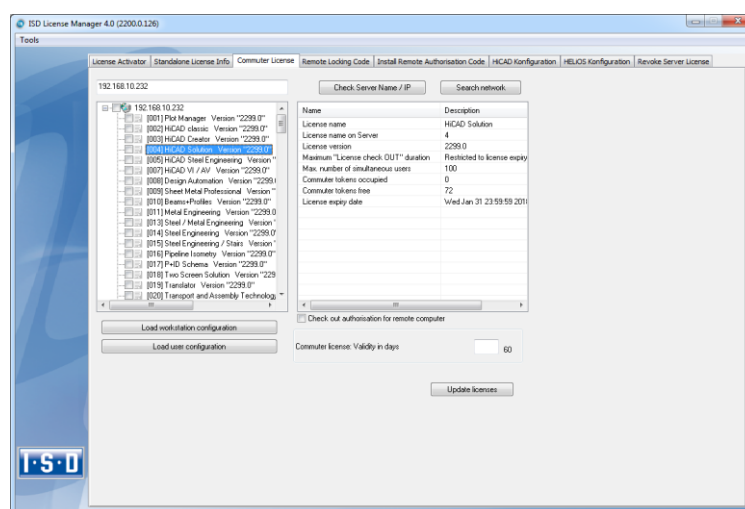 ISD License Manager 4.0 (2200.0.126)
Tools
License Activator Standalone License Info Commuter License Remote Locking Code Install Remote Authorisation Code HiCAD Konfiguration HELiOS Konfiguration Revoke Server License
192.168.10.232 Check Server Name / IP Search network
192.168.10.232
[001] Plot Manager Version "2299.0"
[002] HiCAD classic Version "2299.0"
[003] HiCAD Creator Version "2299.0"
[004] HiCAD Solution Version "2299.0"
[005] HiCAD Steel Engineering Version "
[007] HiCAD VI / AV Version "2299.0"
[008] Design Automation Version "2299.
[009] Sheet Metal Professional Version "
[010] Beams+Profiles Version "2299.0"
[011] Metal Engineering Version "2299.0
[013] Steel / Metal Engineering Version "
[014] Steel Engineering Version "2299.0"
[015] Steel Engineering / Stairs Version "
[016] Pipeline Isometry Version "2299.0"
[017] P+ID Schema Version "2299.0"
[018] Two Screen Solution Version "229
[019] Translator Version "2299.0"
[020] Transport and Assembly Technology
Name Description
License name HiCAD Solution
License name on Server 4
License version 2299.0
Maximum "License check OUT" duration Restricted to license expiry
Max. number of simultaneous users 100
Commuter tokens occupied 0
Commuter tokens free 72
License expiry date Wed Jan 31 23:59:59 201
Load workstation configuration
Load user configuration
Check out authorisation for remote computer
Commuter license: Validity in days 60
Update licenses
I·S·D